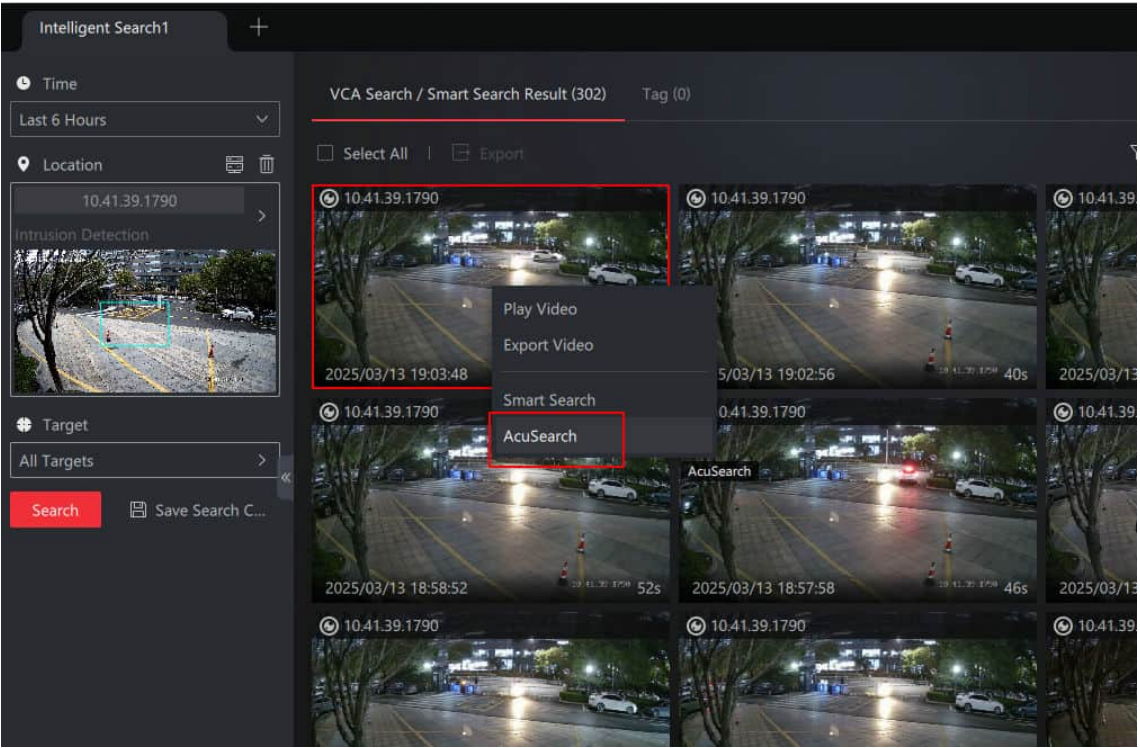 Intelligent Search1
Time
Last 6 Hours
Location
10.41.39.1790
Intrusion Detection
Target
All Targets
Search
Save Search C...
VCA Search / Smart Search Result (302)
Tag (0)
Select All
Export
10.41.39.1790
10.41.39.1790
10.41.39
2025/03/13 19:03:48
5/03/13 19:02:56
40s
2025/03/13
Play Video
Export Video
Smart Search
AcuSearch
AcuSearch
10.41.39.1790
0.41.39.1790
10.41.39
2025/03/13 18:58:52
52s
2025/03/13 18:57:58
46s
2025/03/13
10.41.39.1790
10.41.39.1790
10.41.39